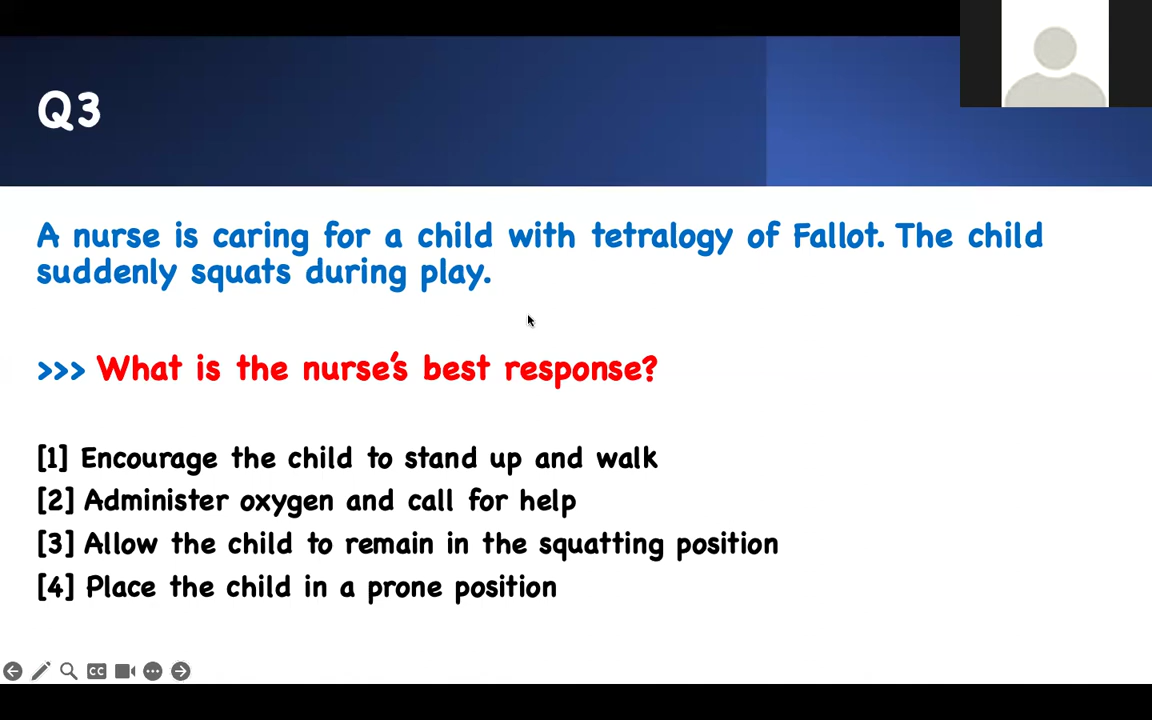 Q3
A nurse is caring for a child with tetralogy of Fallot. The child
suddenly squats during play.
>>> What is the nurse's best response?
[1] Encourage the child to stand up and walk
[2] Administer oxygen and call for help
[3] Allow the child to remain in the squatting position
[4] Place the child in a prone position
CC